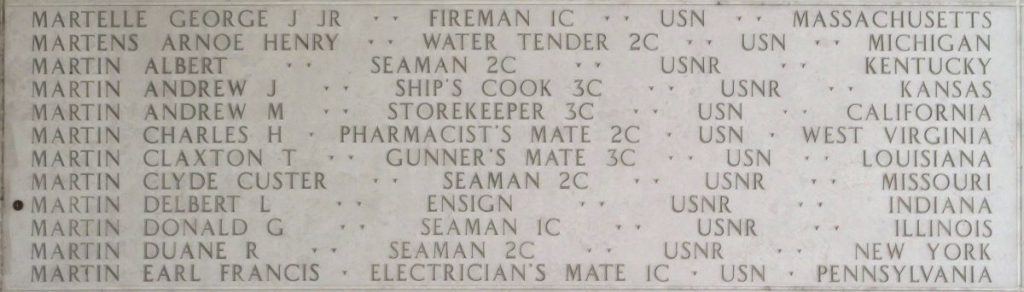 MARTELLE GEORGE J JR · · FIREMAN 1C · · USN · · MASSACHUSETTS
MARTENS ARNOE HENRY · · WATER TENDER 2C · · USN · · MICHIGAN
MARTIN ALBERT · · SEAMAN 2C · · USNR · · KENTUCKY
MARTIN ANDREW J · · SHIP'S COOK 3C · · USNR · · KANSAS
MARTIN ANDREW M · · STOREKEEPER 3C · · USN · · CALIFORNIA
MARTIN CHARLES H · PHARMACIST'S MATE 2C · USN · WEST VIRGINIA
MARTIN CLAXTON T · · GUNNER'S MATE 3C · · USN · · LOUISIANA
MARTIN CLYDE CUSTER · · SEAMAN 2C · · USNR · · MISSOURI
MARTIN DELBERT L · · ENSIGN · · USNR · · INDIANA
MARTIN DONALD G · · SEAMAN 1C · · USNR · · ILLINOIS
MARTIN DUANE R · · SEAMAN 2C · · USNR · · NEW YORK
MARTIN EARL FRANCIS · ELECTRICIAN'S MATE 1C · USN · PENNSYLVANIA